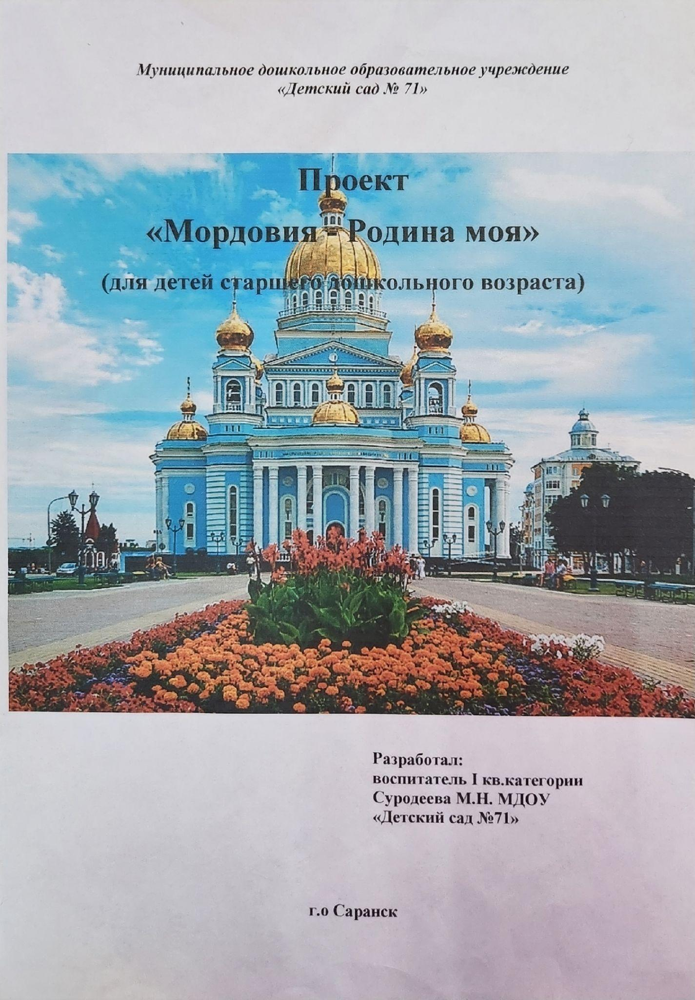 Муниципальное дошкольное образовательное учреждение
«Детский сад № 71»
Проект
«Мордовия - Родина моя»
(для детей старшего дошкольного возраста)
Разработал:
воспитатель I кв.категории
Суродеева М.Н. МДОУ
«Детский сад №71»
г.о Саранск